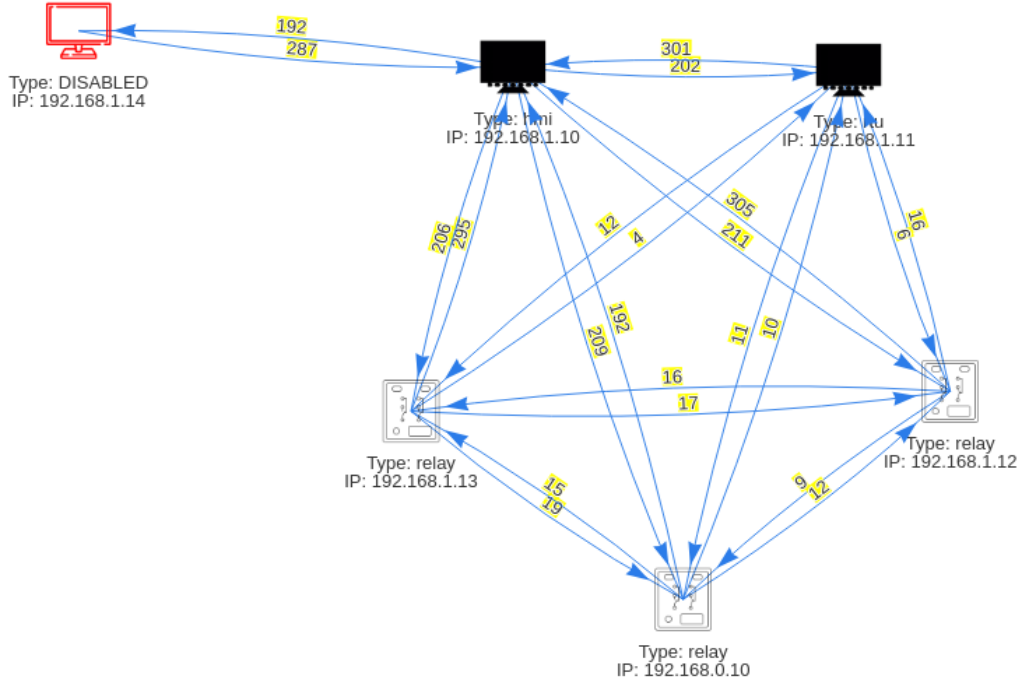 192
287
301
202
Type: DISABLED
IP: 192.168.1.14
Type: hmi
IP: 192.168.1.10
Type:
IP: 192.168.1.11
206
295
12
4
305
211
16
6
192
209
11
10
16
17
Type: relay
IP: 192.168.1.13
Type: relay
IP: 192.168.1.12
15
19
9
12
Type: relay
IP: 192.168.0.10